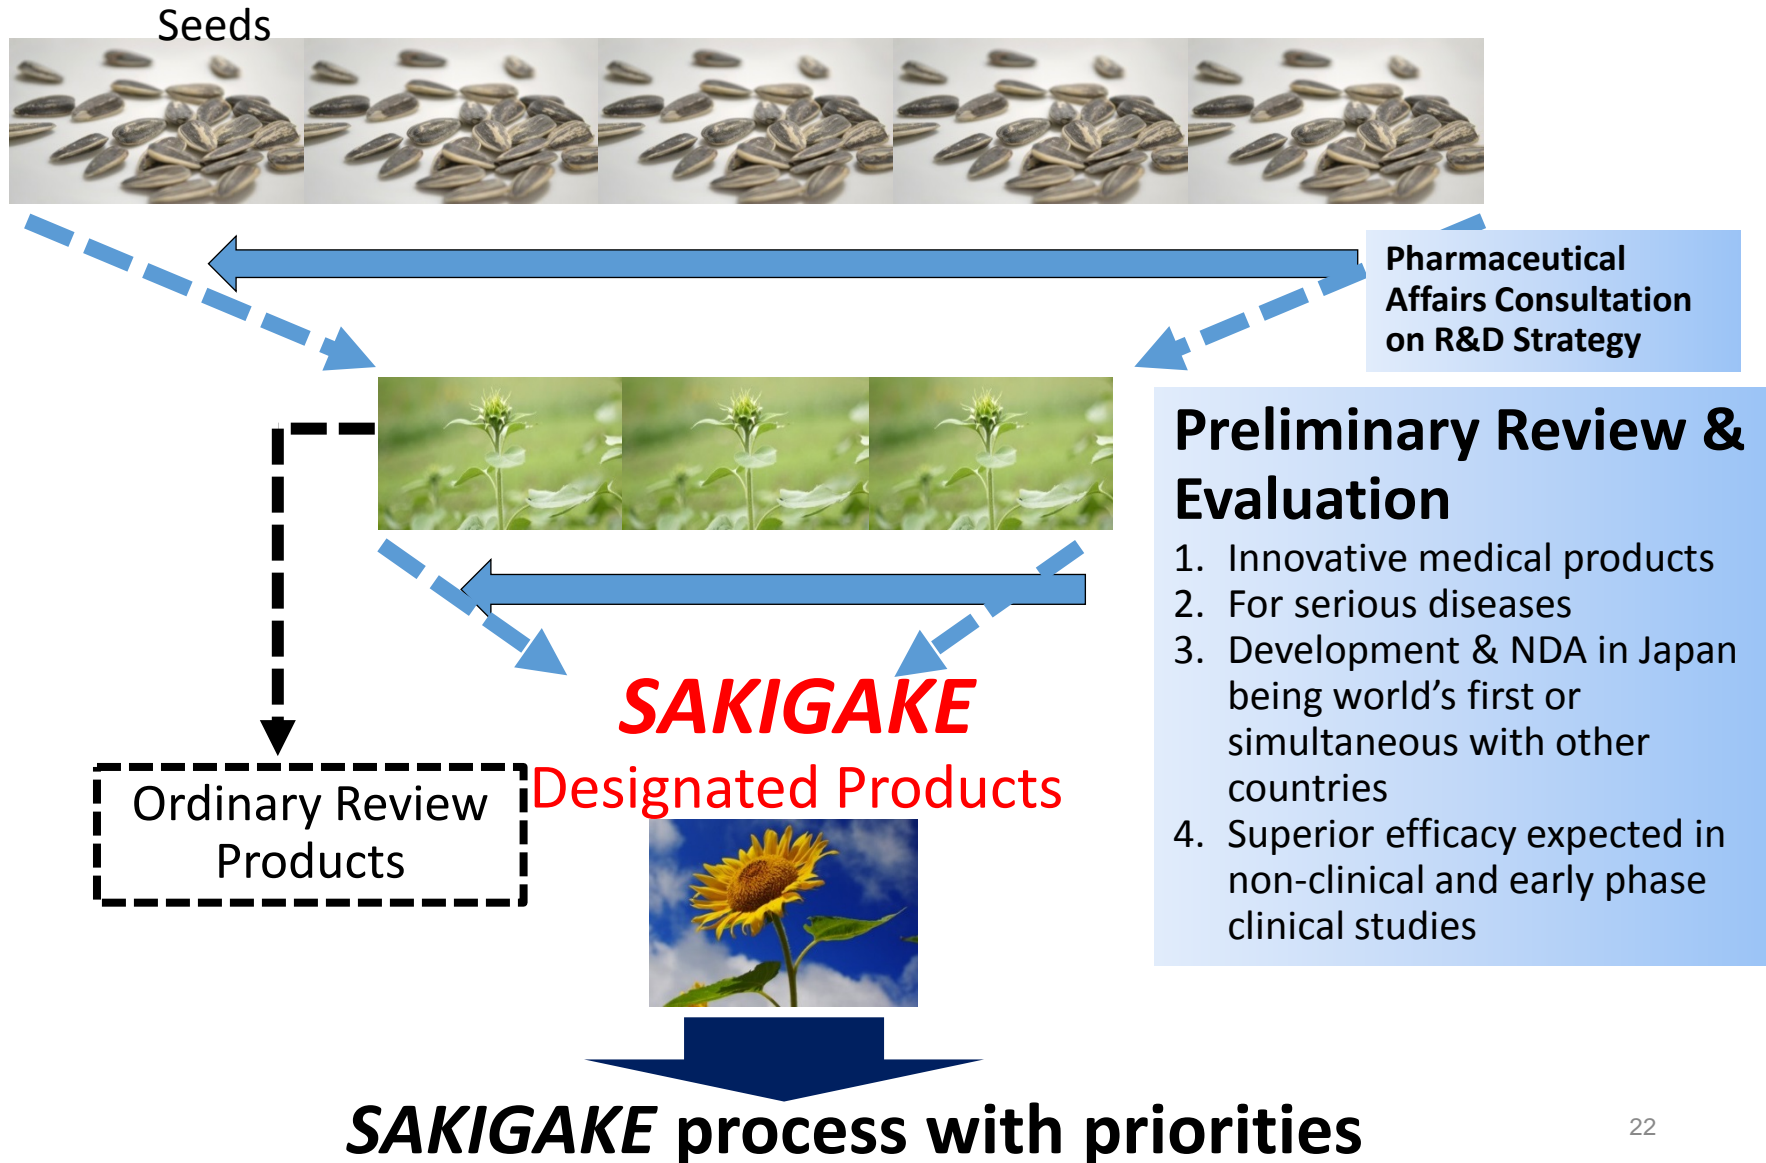 Seeds
Pharmaceutical
Affairs Consultation
on R&D Strategy
Preliminary Review &
Evaluation
1. Innovative medical products
2. For serious diseases
3. Development & NDA in Japan
being world’s first or
simultaneous with other
countries
4. Superior efficacy expected in
non-clinical and early phase
clinical studies
SAKIGAKE
Designated Products
Ordinary Review
Products
SAKIGAKE process with priorities
22